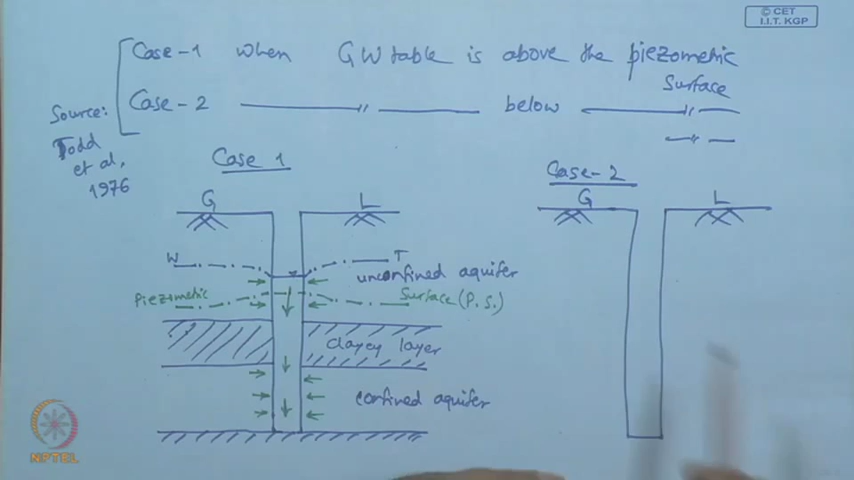 © CET
I.I.T. KGP
Case-1 when GW table is above the piezometric
Surface
Case-2 —〃— below —〃—
—〃—
Source:
Todd
et al,
1976
Case 1
G L
W T
unconfined aquifer
Piezometric Surface (P.S.)
clayey layer
confined aquifer
Case-2
G L
NPTEL